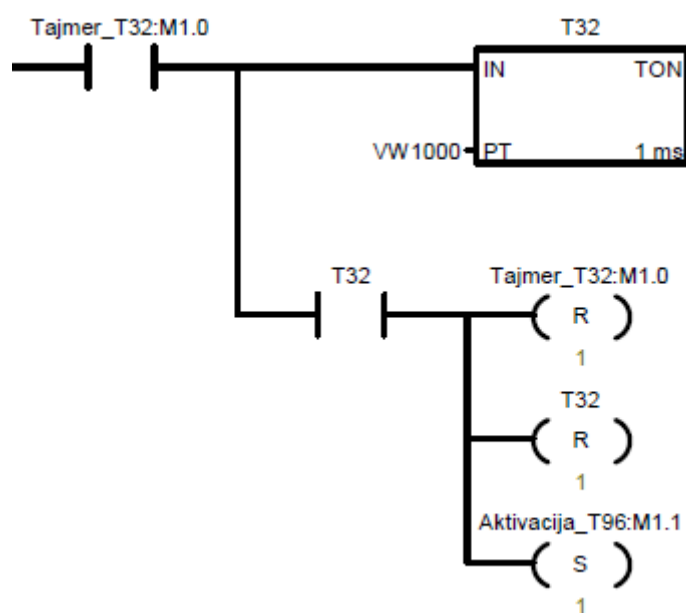 Tajmer_T32:M1.0
T32
IN TON
VW1000 PT 1 ms
T32
Tajmer_T32:M1.0
R
1
T32
R
1
Aktivacija_T96:M1.1
S
1